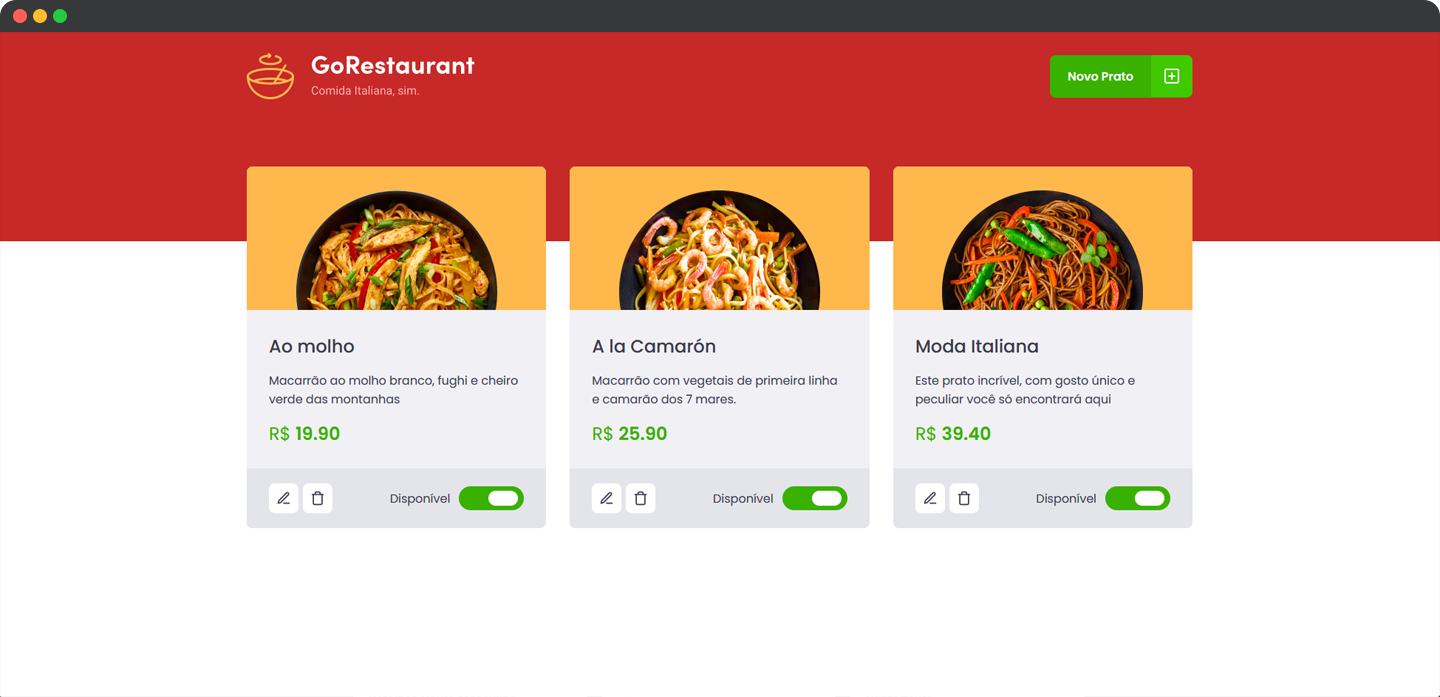 GoRestaurant
Comida Italiana, sim.
Novo Prato
Ao molho
Macarrão ao molho branco, fughi e cheiro
verde das montanhas
R$ 19.90
Disponível
A la Camarón
Macarrão com vegetais de primeira linha
e camarão dos 7 mares.
R$ 25.90
Disponível
Moda Italiana
Este prato incrível, com gosto único e
peculiar você só encontrará aqui
R$ 39.40
Disponível